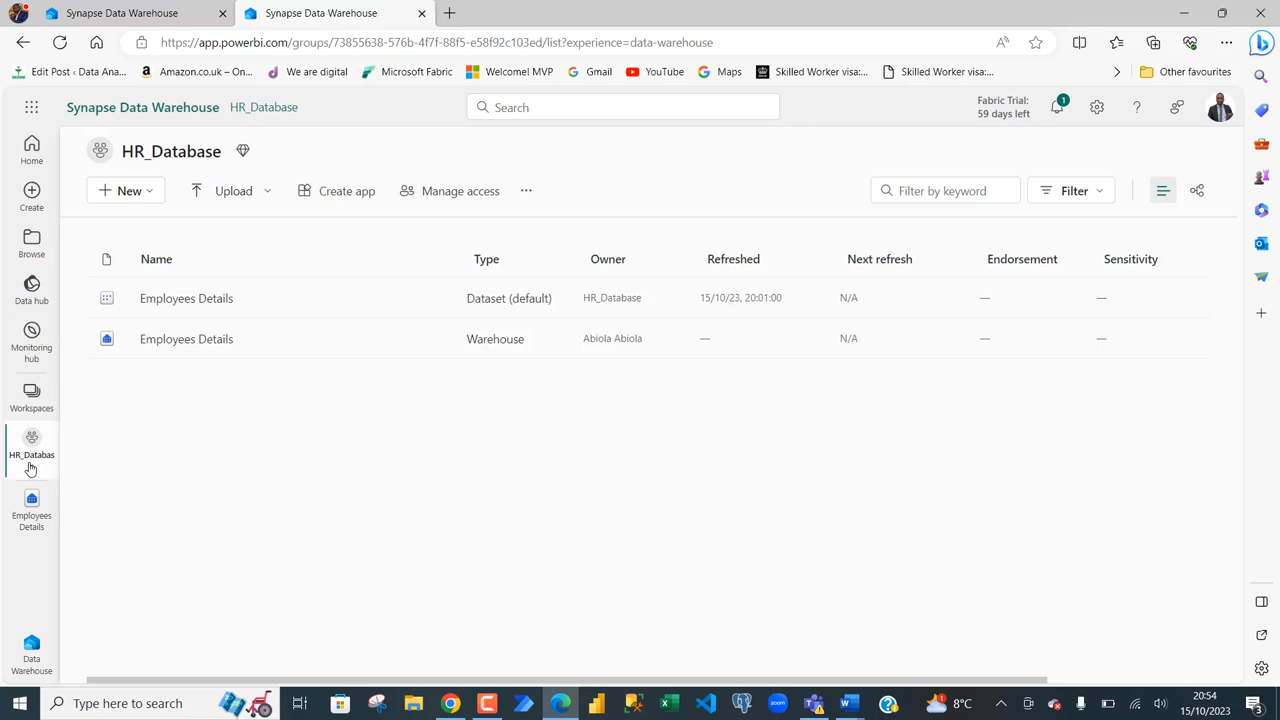 Synapse Data Warehouse
Synapse Data Warehouse
https://app.powerbi.com/groups/73855638-576b-4f7f-88f5-e58f92c103ed/list?experience=data-warehouse
Edit Post ‹ Data Ana...
Amazon.co.uk – On...
We are digital
Microsoft Fabric
Welcome! MVP
Gmail
YouTube
Maps
Skilled Worker visa:...
Skilled Worker visa:...
Other favourites
Synapse Data Warehouse
HR_Database
Search
Fabric Trial:
59 days left
1
Home
Create
Browse
Data hub
Monitoring
hub
Workspaces
HR_Databas
Employees
Details
Data
Warehouse
HR_Database
New
Upload
Create app
Manage access
Filter by keyword
Filter
Name Type Owner Refreshed Next refresh Endorsement Sensitivity
Employees Details Dataset (default) HR_Database 15/10/23, 20:01:00 N/A — —
Employees Details Warehouse Abiola Abiola — N/A — —
Type here to search
8°C
20:54
15/10/2023
3